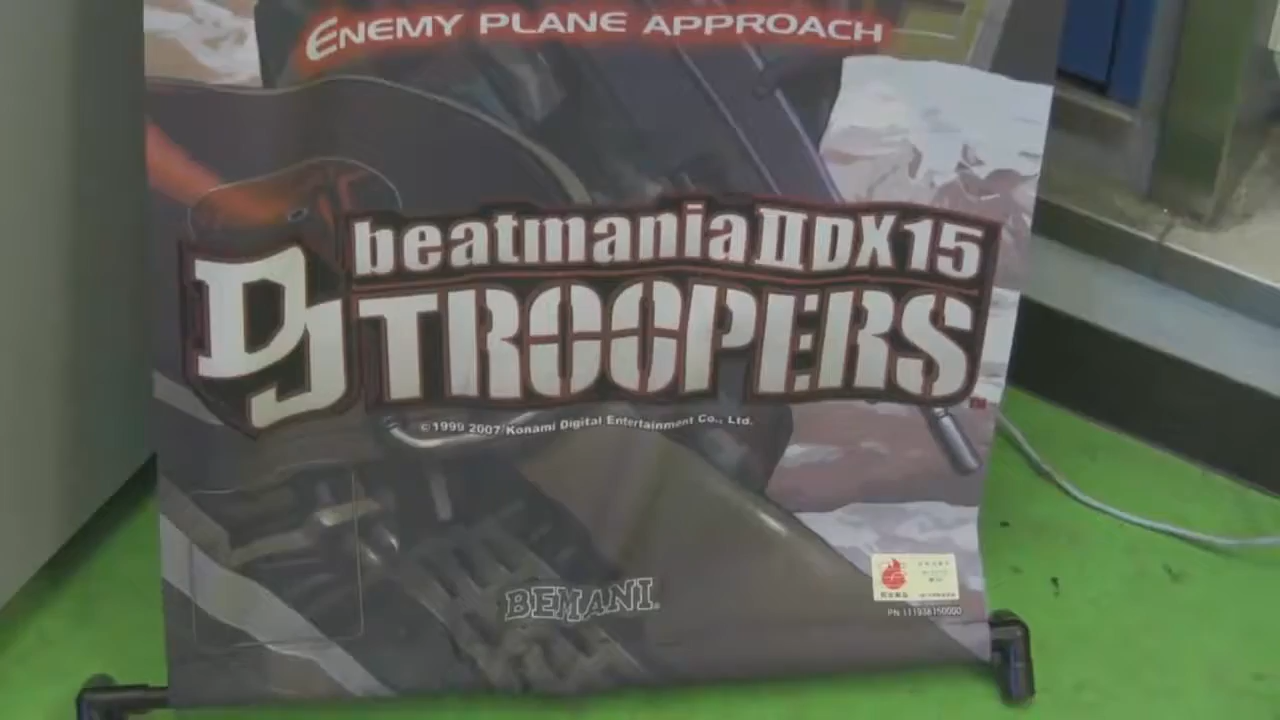 ENEMY PLANE APPROACH
beatmania IIDX 15
DJ TROOPERS
©1999 2007 Konami Digital Entertainment Co., Ltd.
BEMANI.